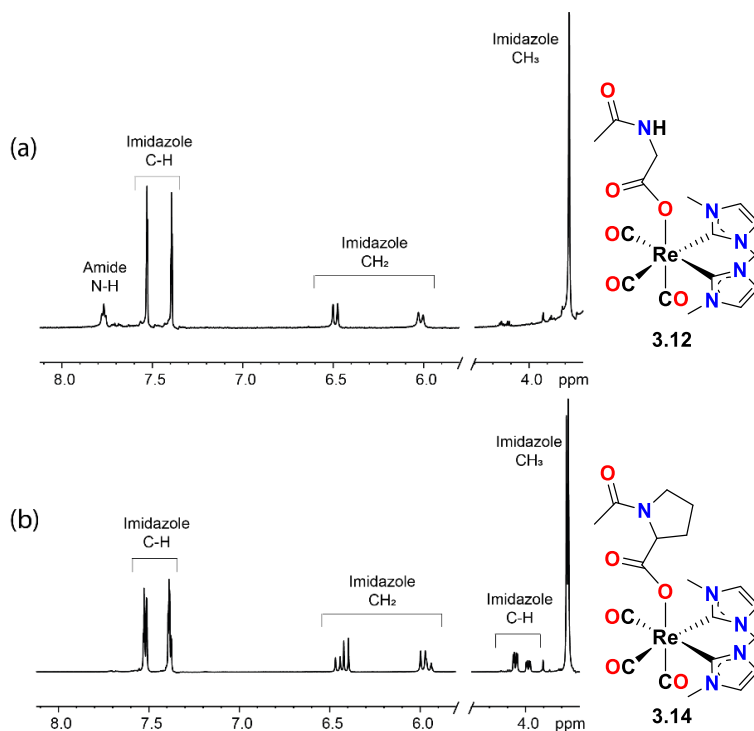 (a)
Amide
N-H
Imidazole
C-H
Imidazole
CH₂
Imidazole
CH₃
8.0 7.5 7.0 6.5 6.0 4.0 ppm
O
NH
O
O
N
N
OC
Re
N
OC
N
CO
3.12
(b)
Imidazole
C-H
Imidazole
CH₂
Imidazole
C-H
Imidazole
CH₃
8.0 7.5 7.0 6.5 6.0 4.0 ppm
O
N
O
O
N
N
OC
Re
N
OC
N
CO
3.14